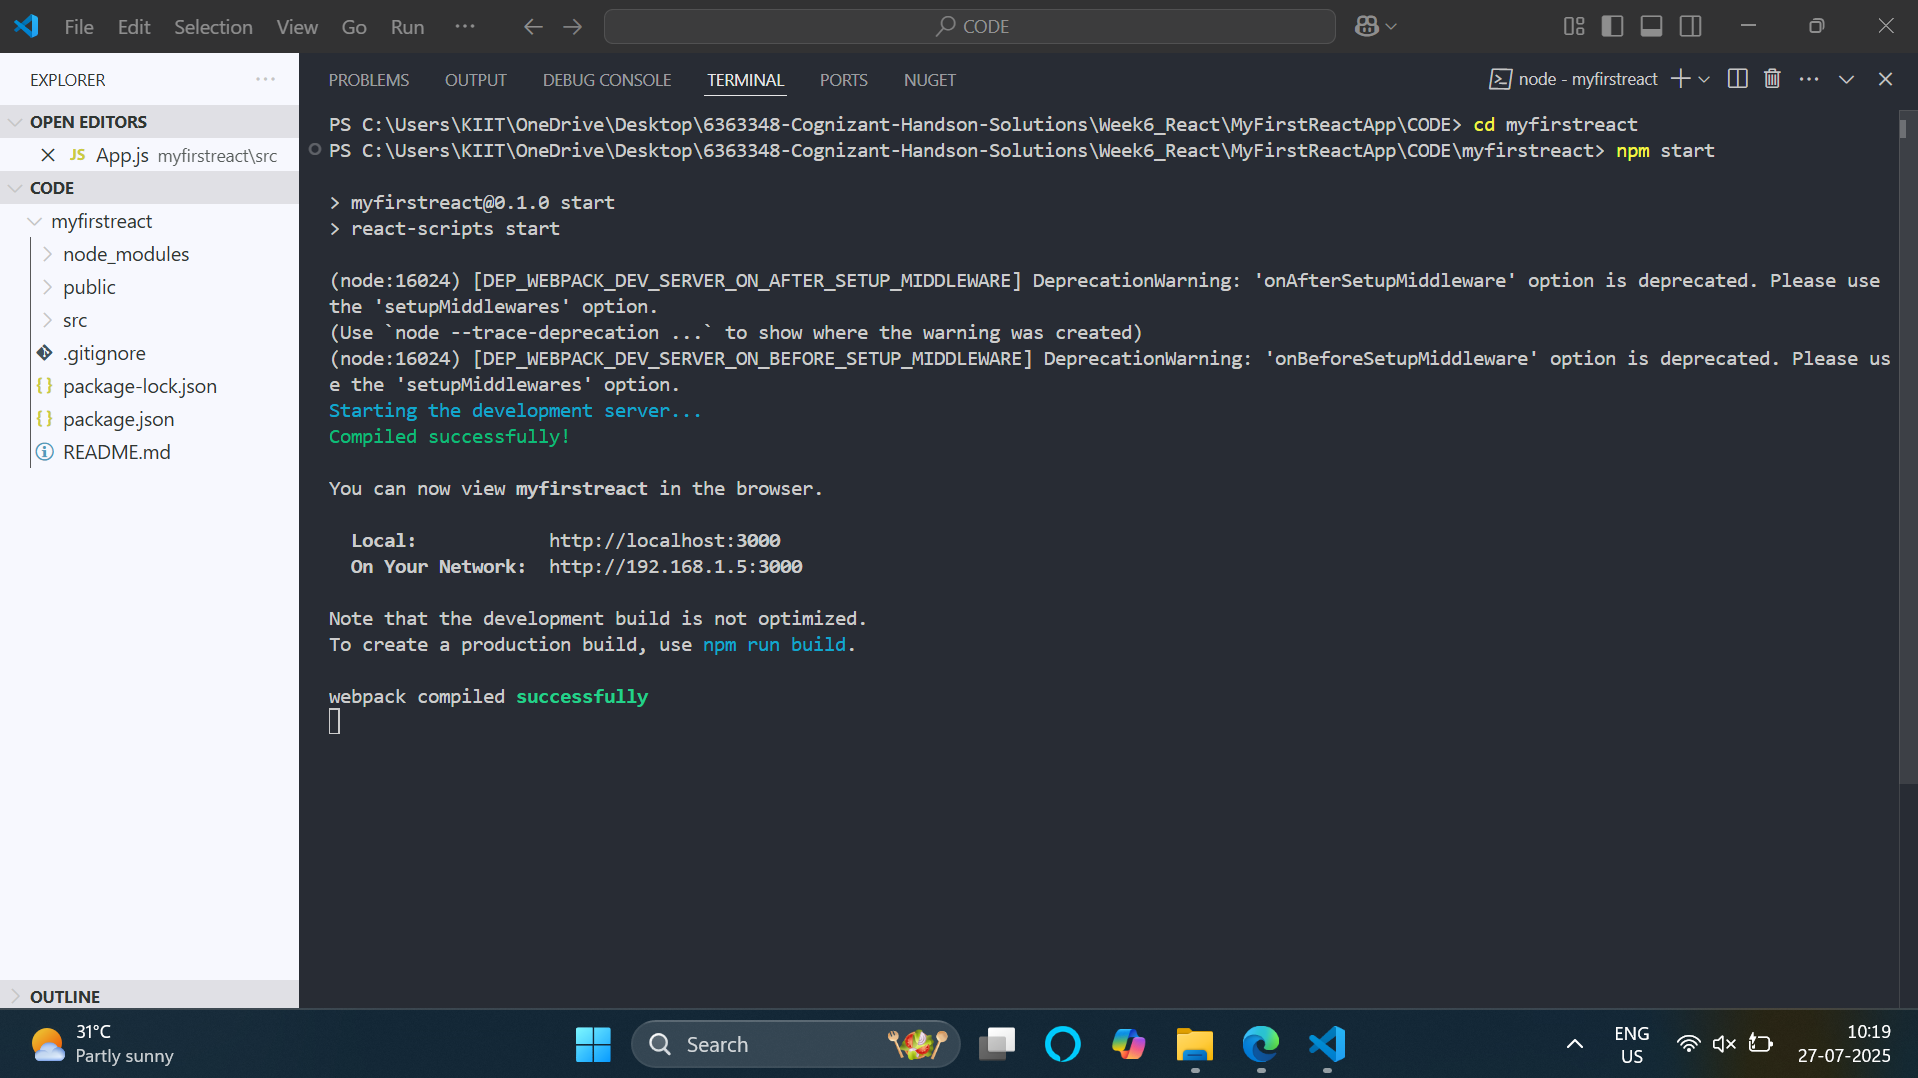 File Edit Selection View Go Run ··· CODE
EXPLORER ···
OPEN EDITORS
JS App.js myfirstreact\src
CODE
myfirstreact
node_modules
public
src
.gitignore
{} package-lock.json
{} package.json
README.md
OUTLINE
PROBLEMS OUTPUT DEBUG CONSOLE TERMINAL PORTS NUGET node - myfirstreact
PS C:\Users\KIIT\OneDrive\Desktop\6363348-Cognizant-Handson-Solutions\Week6_React\MyFirstReactApp\CODE> cd myfirstreact
PS C:\Users\KIIT\OneDrive\Desktop\6363348-Cognizant-Handson-Solutions\Week6_React\MyFirstReactApp\CODE\myfirstreact> npm start
> myfirstreact@0.1.0 start
> react-scripts start
(node:16024) [DEP_WEBPACK_DEV_SERVER_ON_AFTER_SETUP_MIDDLEWARE] DeprecationWarning: 'onAfterSetupMiddleware' option is deprecated. Please use
the 'setupMiddlewares' option.
(Use `node --trace-deprecation ...` to show where the warning was created)
(node:16024) [DEP_WEBPACK_DEV_SERVER_ON_BEFORE_SETUP_MIDDLEWARE] DeprecationWarning: 'onBeforeSetupMiddleware' option is deprecated. Please us
e the 'setupMiddlewares' option.
Starting the development server...
Compiled successfully!
You can now view myfirstreact in the browser.
Local: http://localhost:3000
On Your Network: http://192.168.1.5:3000
Note that the development build is not optimized.
To create a production build, use npm run build.
webpack compiled successfully
31°C
Partly sunny
Search
ENG
US
10:19
27-07-2025